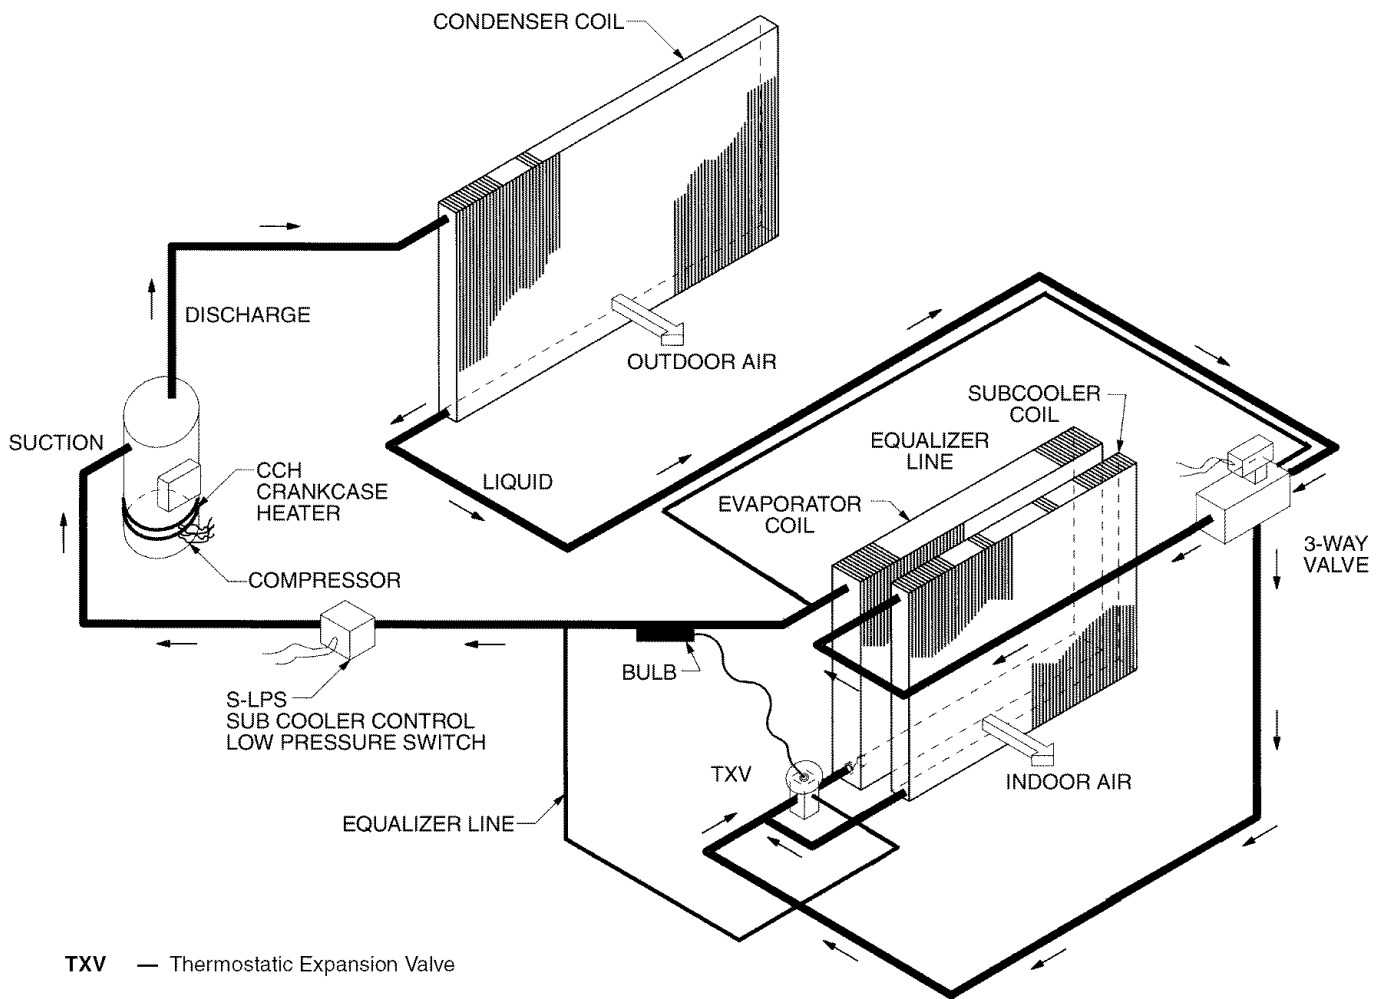 CONDENSER COIL
DISCHARGE
OUTDOOR AIR
SUCTION
CCH
CRANKCASE
HEATER
LIQUID
SUBCOOLER
COIL
EQUALIZER
LINE
EVAPORATOR
COIL
3-WAY
VALVE
COMPRESSOR
BULB
S-LPS
SUB COOLER CONTROL
LOW PRESSURE SWITCH
TXV
INDOOR AIR
EQUALIZER LINE
TXV — Thermostatic Expansion Valve